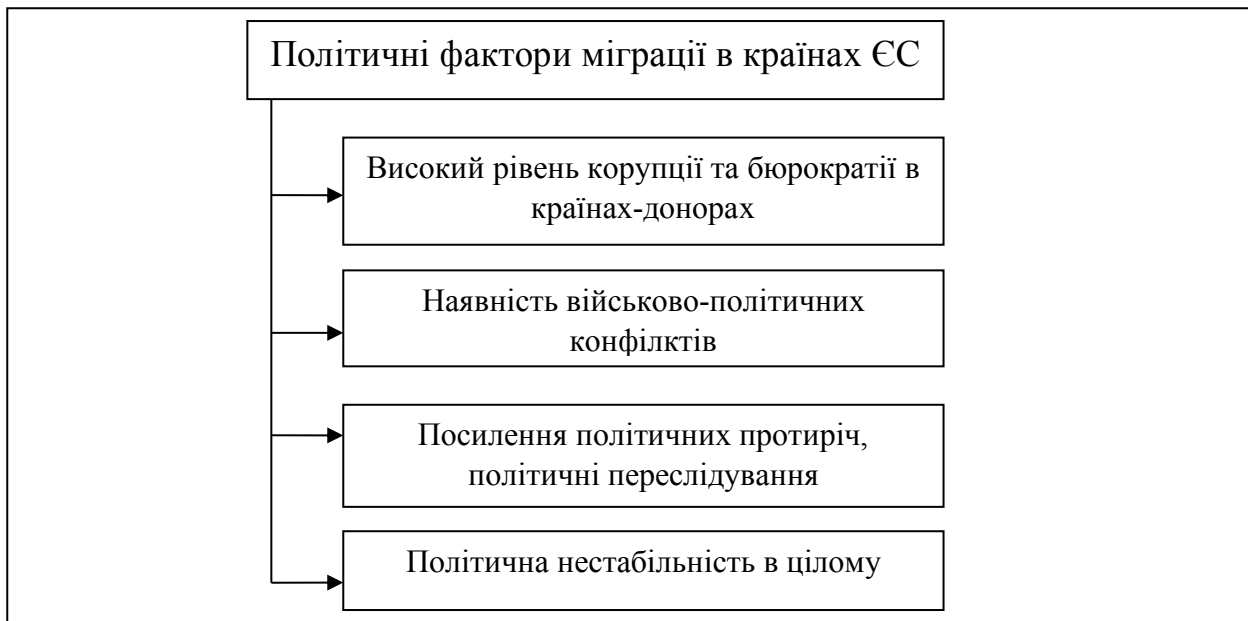 Політичні фактори міграції в країнах ЄС
Високий рівень корупції та бюрократії в
країнах-донорах
Наявність військово-політичних
конфілктів
Посилення політичних протиріч,
політичні переслідування
Політична нестабільність в цілому